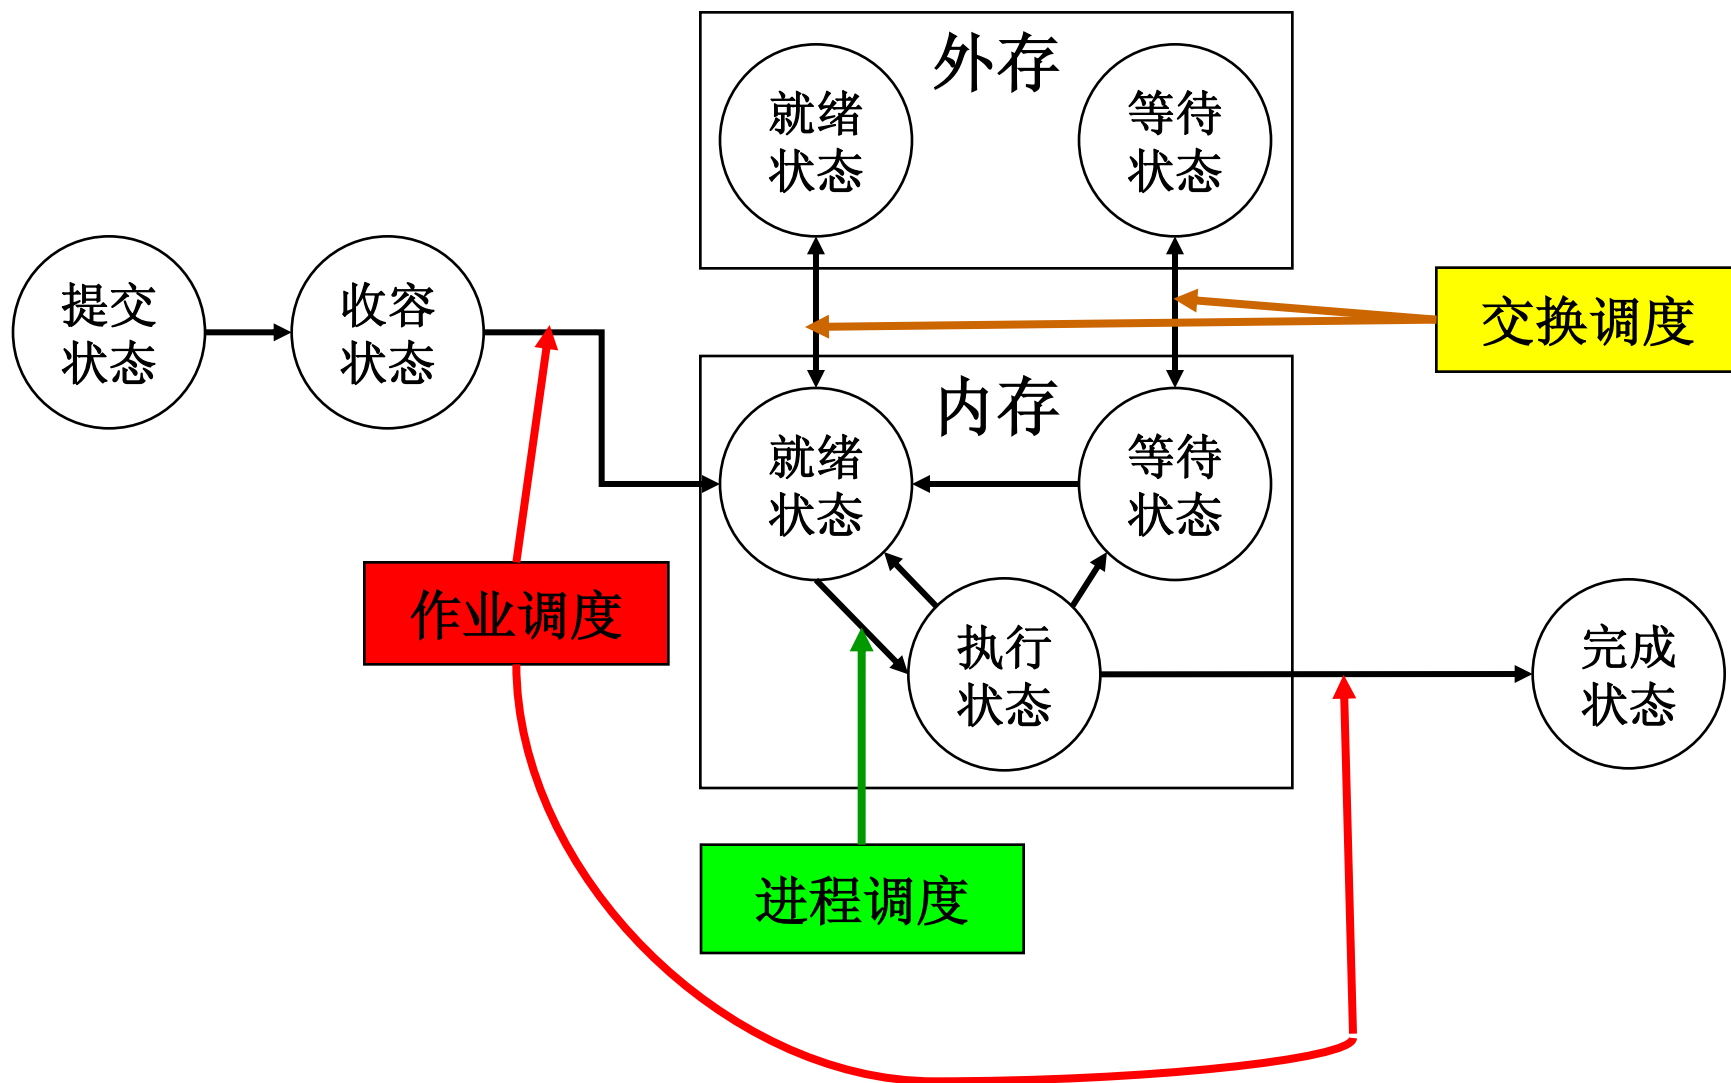 外存
就绪
状态
等待
状态
提交
状态
收容
状态
交换调度
内存
就绪
状态
等待
状态
作业调度
执行
状态
完成
状态
进程调度